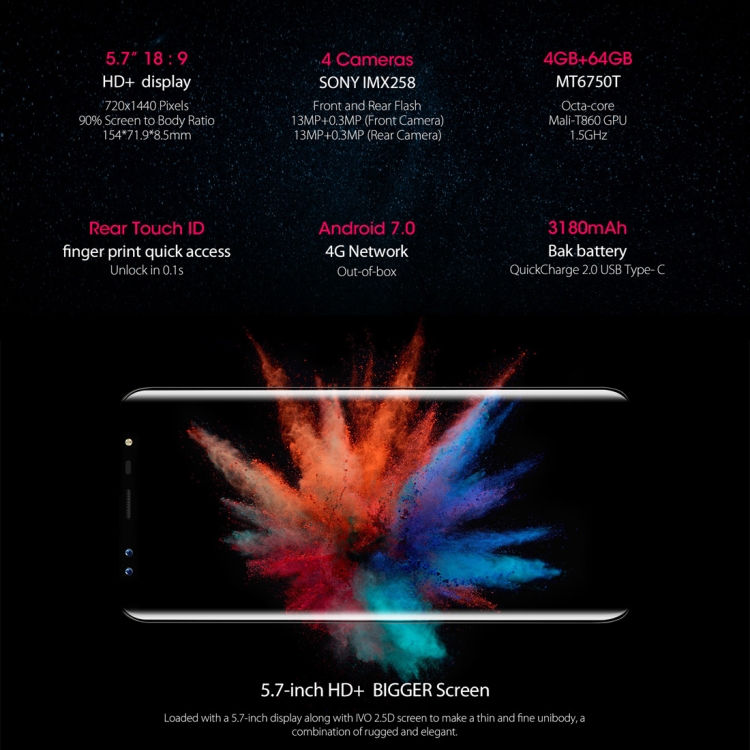 5.7" 18 : 9
HD+ display
720x1440 Pixels
90% Screen to Body Ratio
154*71.9*8.5mm
4 Cameras
SONY IMX258
Front and Rear Flash
13MP+0.3MP (Front Camera)
13MP+0.3MP (Rear Camera)
4GB+64GB
MT6750T
Octa-core
Mali-T860 GPU
1.5GHz
Rear Touch ID
finger print quick access
Unlock in 0.1s
Android 7.0
4G Network
Out-of-box
3180mAh
Bak battery
QuickCharge 2.0 USB Type- C
5.7-inch HD+ BIGGER Screen
Loaded with a 5.7-inch display along with IVO 2.5D screen to make a thin and fine unibody, a
combination of rugged and elegant.